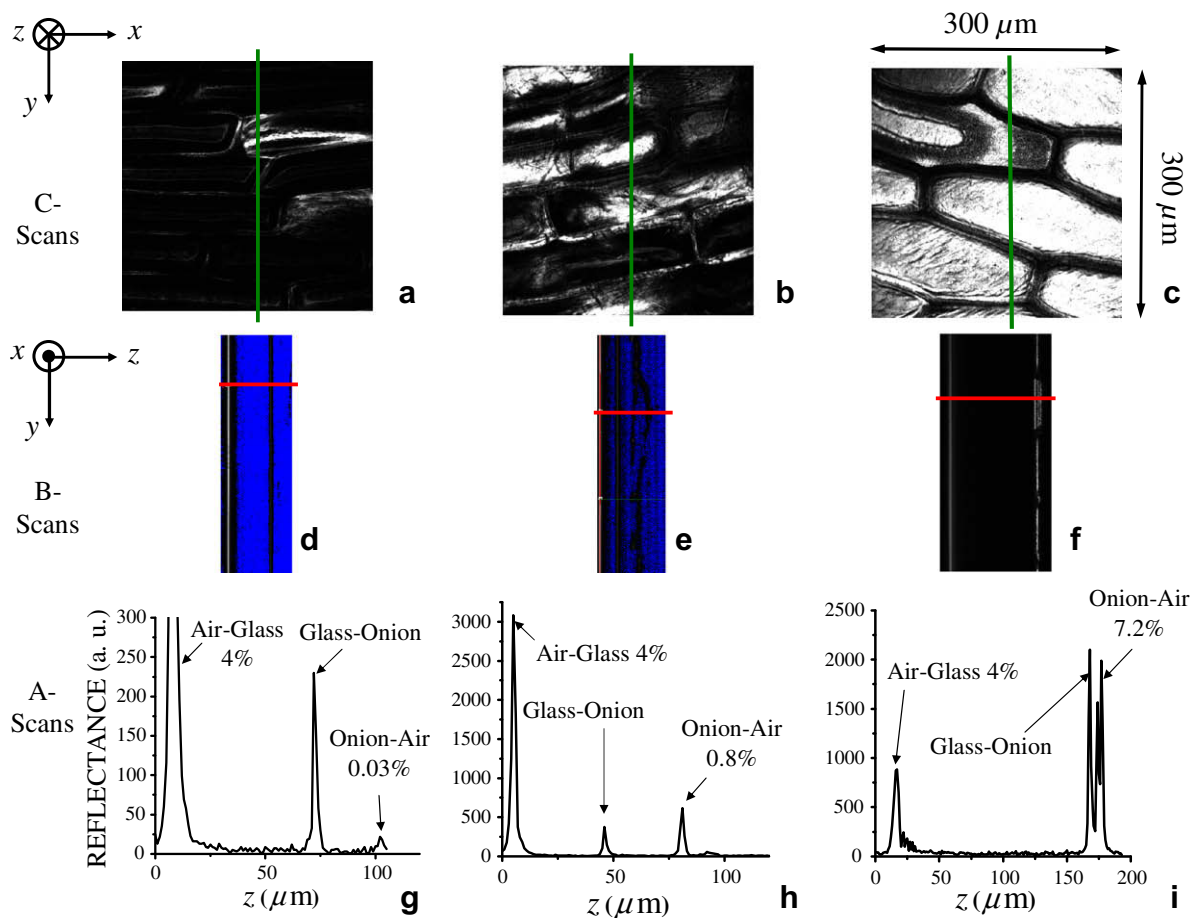 z x
y
300 μm
300 μm
C-
Scans
a
b
c
x z
y
B-
Scans
d
e
f
A-
Scans
REFLECTANCE (a. u.)
300
250
200
150
100
50
0
Air-Glass
4%
Glass-Onion
Onion-Air
0.03%
0 50 100
z (μm)
g
3000
2500
2000
1500
1000
500
0
Air-Glass 4%
Glass-Onion
Onion-Air
0.8%
0 50 100
z (μm)
h
2500
2000
1500
1000
500
0
Onion-Air
7.2%
Air-Glass 4%
Glass-Onion
0 50 100 150 200
z (μm)
i